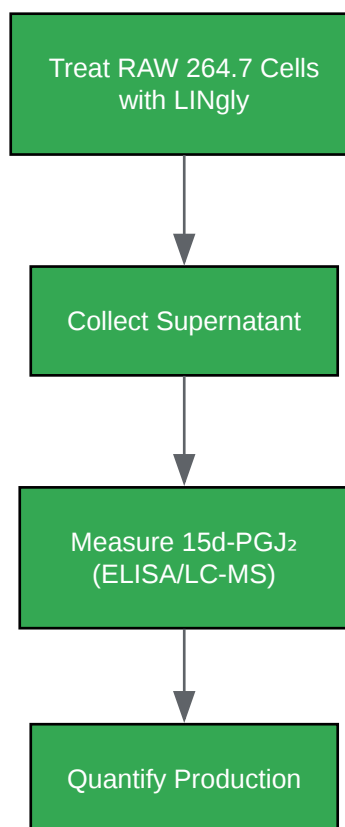 Treat RAW 264.7 Cells
with LINgly
Collect Supernatant
Measure 15d-PGJ₂
(ELISA/LC-MS)
Quantify Production